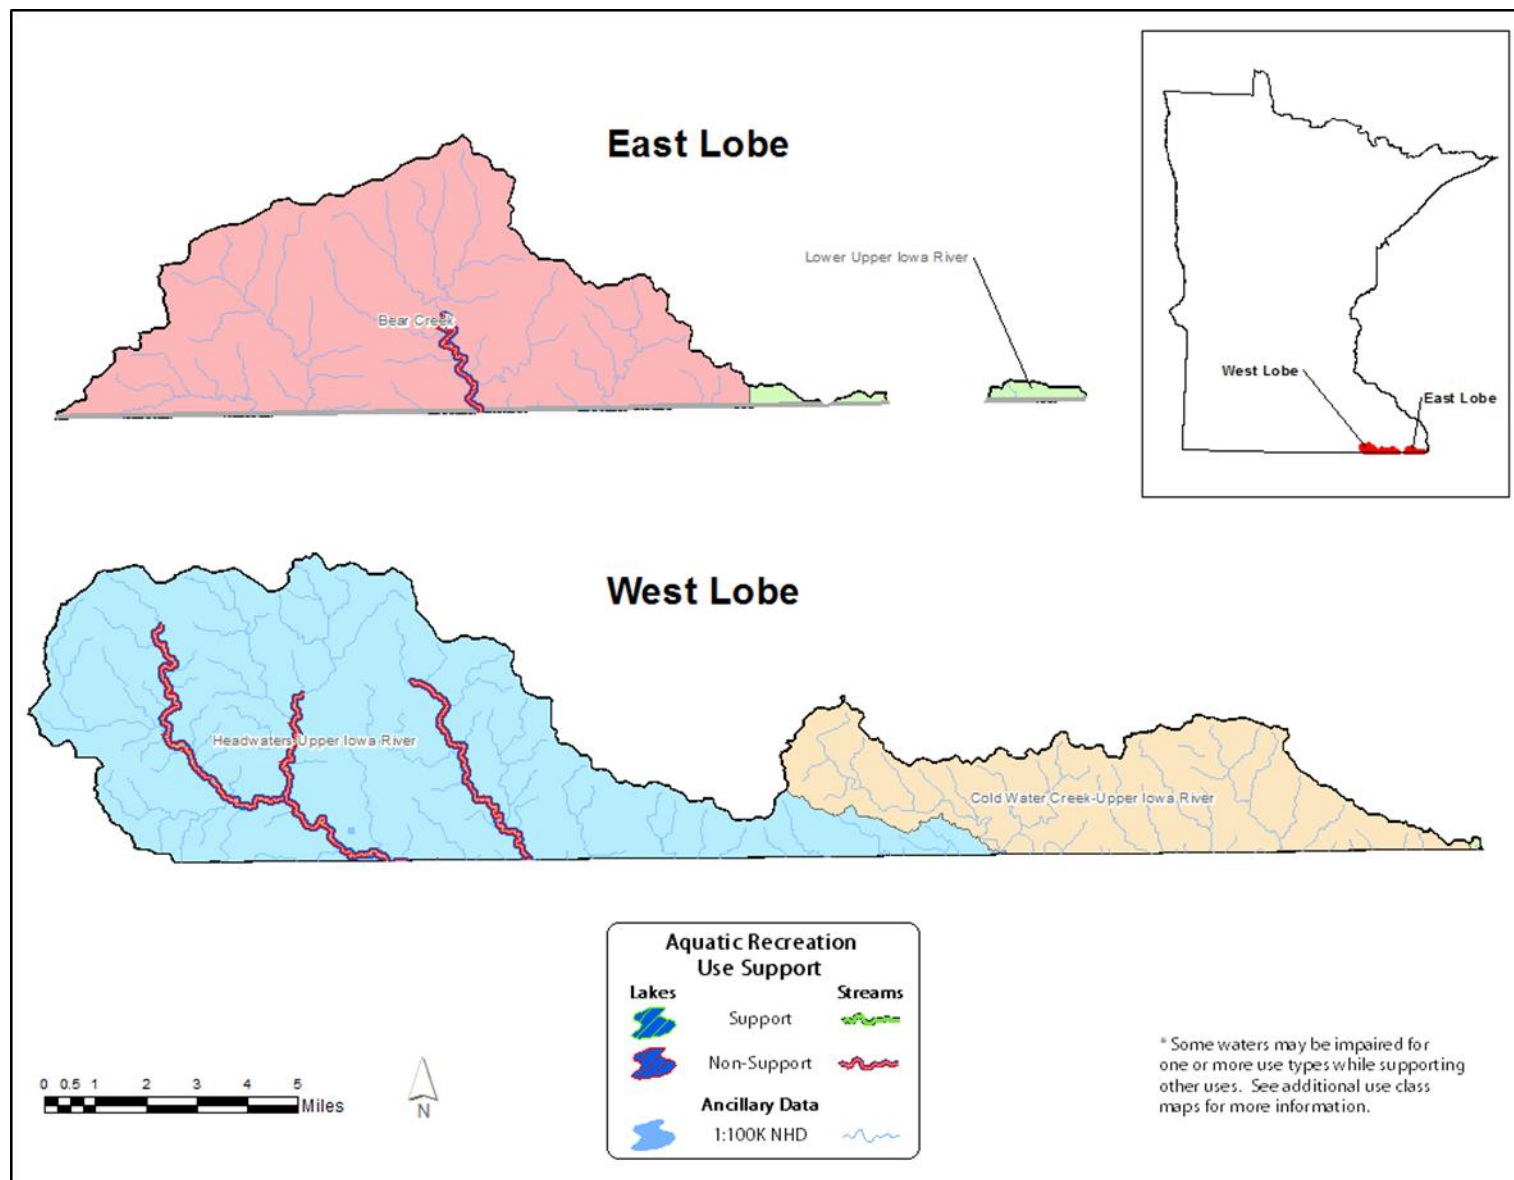 East Lobe
Lower Upper Iowa River
Bear Creek
West Lobe
East Lobe
West Lobe
Headwaters Upper Iowa River
Cold Water Creek-Upper Iowa River
Aquatic Recreation
Use Support
Lakes Streams
Support
Non-Support
Ancillary Data
1:100K NHD
0 0.5 1 2 3 4 5
Miles
N
* Some waters may be impaired for
one or more use types while supporting
other uses. See additional use class
maps for more information.